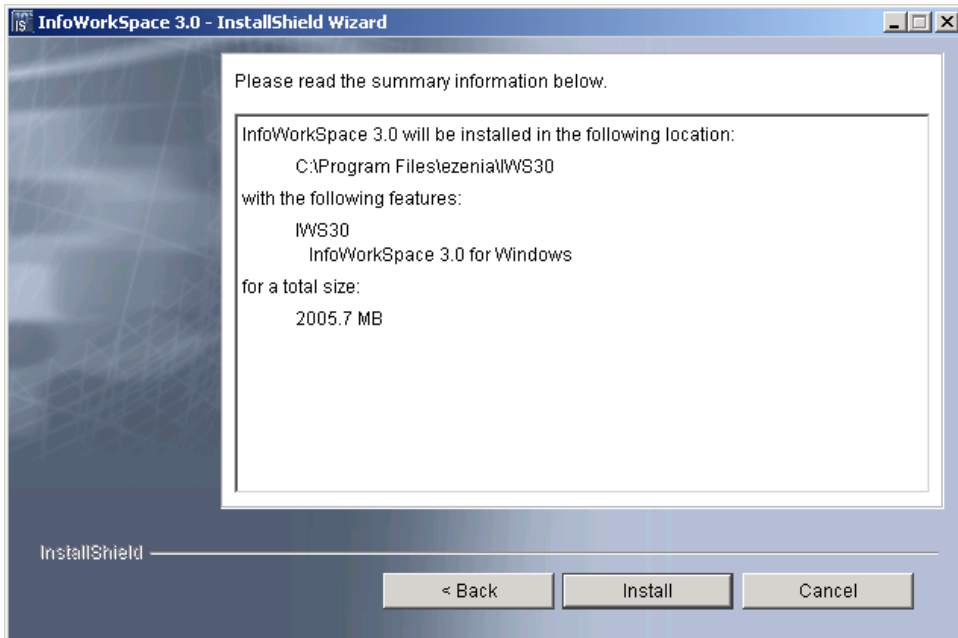 InfoWorkSpace 3.0 - InstallShield Wizard
Please read the summary information below.
InfoWorkSpace 3.0 will be installed in the following location:
C:\Program Files\ezenia\IWS30
with the following features:
IWS30
InfoWorkSpace 3.0 for Windows
for a total size:
2005.7 MB
InstallShield
< Back
Install
Cancel